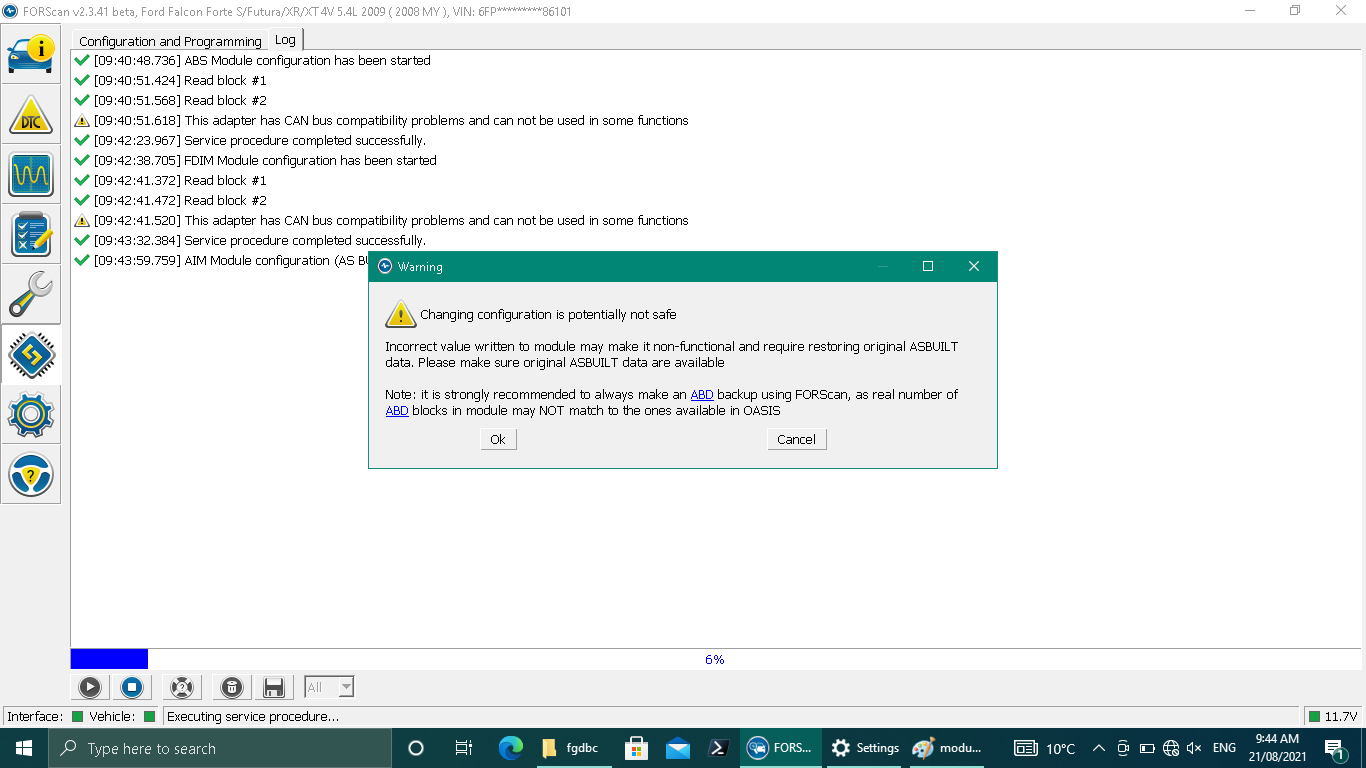 FORScan v2.3.41 beta, Ford Falcon Forte S/Futura/XR/XT4V 5.4L 2009 ( 2008 MY ), VIN: 6FP*********86101
Configuration and Programming
Log
[09:40:48.736] ABS Module configuration has been started
[09:40:51.424] Read block #1
[09:40:51.568] Read block #2
[09:40:51.618] This adapter has CAN bus compatibility problems and can not be used in some functions
[09:42:23.967] Service procedure completed successfully.
[09:42:38.705] FDIM Module configuration has been started
[09:42:41.372] Read block #1
[09:42:41.472] Read block #2
[09:42:41.520] This adapter has CAN bus compatibility problems and can not be used in some functions
[09:43:32.384] Service procedure completed successfully.
[09:43:59.759] AIM Module configuration (AS BU
Warning
Changing configuration is potentially not safe
Incorrect value written to module may make it non-functional and require restoring original ASBUILT
data. Please make sure original ASBUILT data are available
Note: it is strongly recommended to always make an ABD backup using FORScan, as real number of
ABD blocks in module may NOT match to the ones available in OASIS
Ok
Cancel
DTC
6%
All
Interface:
Vehicle:
Executing service procedure...
11.7V
Type here to search
fgdbc
FORS...
Settings
modu...
10°C
ENG
9:44 AM
21/08/2021
1